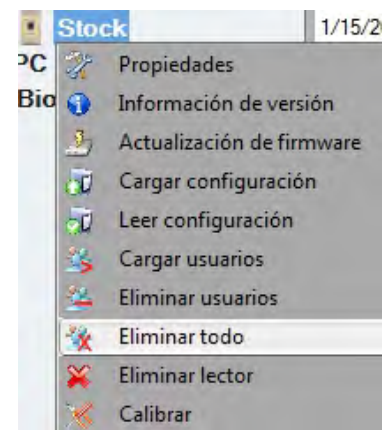 Stock 1/15/20
PC Propiedades
Bio Información de versión
Actualización de firmware
Cargar configuración
Leer configuración
Cargar usuarios
Eliminar usuarios
Eliminar todo
Eliminar lector
Calibrar